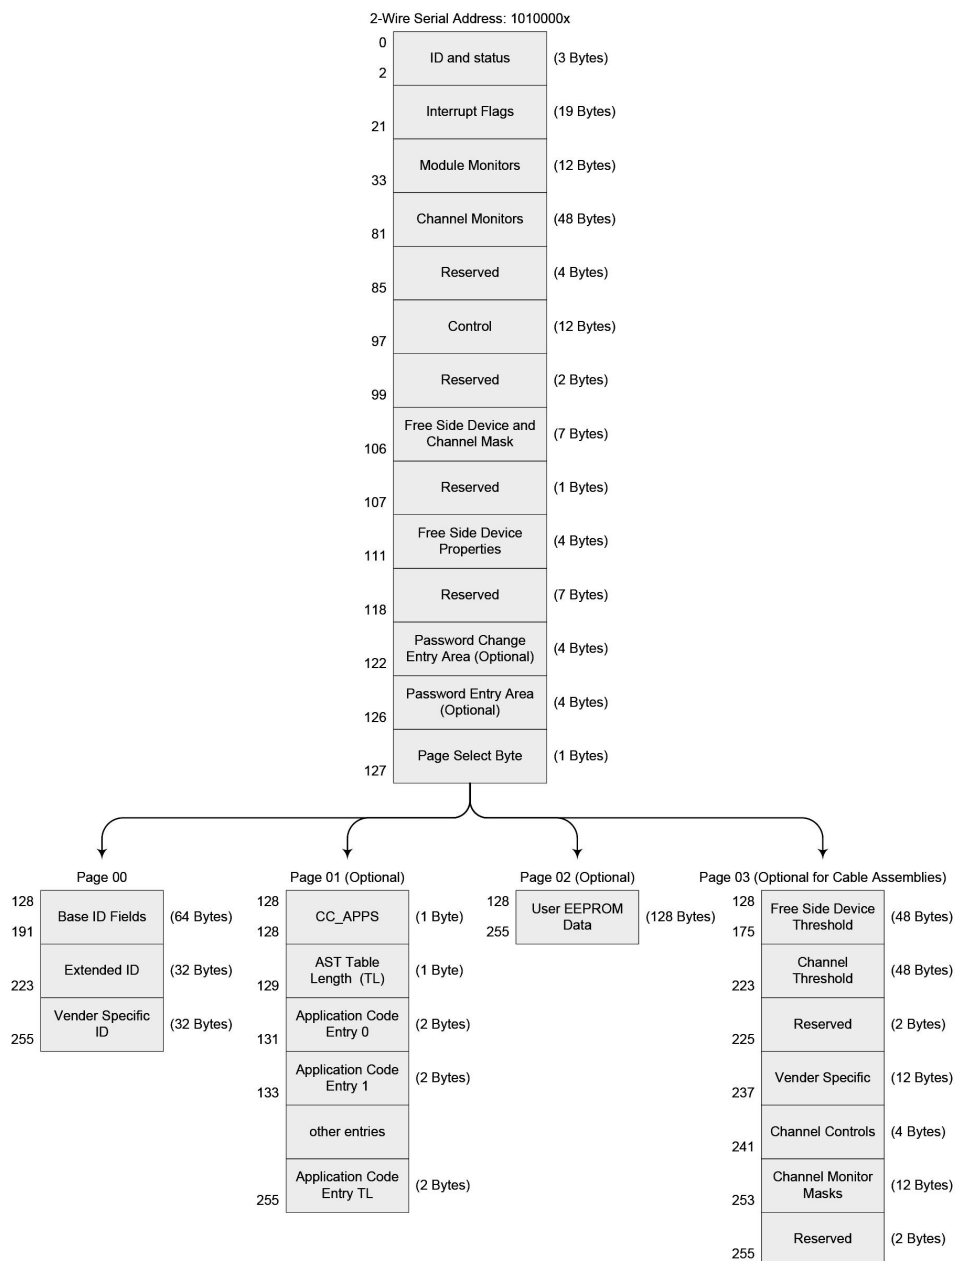 2-Wire Serial Address: 1010000x
0
ID and status
(3 Bytes)
2
Interrupt Flags
(19 Bytes)
21
Module Monitors
(12 Bytes)
33
Channel Monitors
(48 Bytes)
81
Reserved
(4 Bytes)
85
Control
(12 Bytes)
97
Reserved
(2 Bytes)
99
Free Side Device and
Channel Mask
(7 Bytes)
106
Reserved
(1 Bytes)
107
Free Side Device
Properties
(4 Bytes)
111
Reserved
(7 Bytes)
118
Password Change
Entry Area (Optional)
(4 Bytes)
122
Password Entry Area
(Optional)
(4 Bytes)
126
Page Select Byte
(1 Bytes)
127
Page 00
128
Base ID Fields
(64 Bytes)
191
Extended ID
(32 Bytes)
223
Vender Specific
ID
(32 Bytes)
255
Page 01 (Optional)
128
CC_APPS
(1 Byte)
128
AST Table
Length (TL)
(1 Byte)
129
Application Code
Entry 0
(2 Bytes)
131
Application Code
Entry 1
(2 Bytes)
133
other entries
Application Code
Entry TL
(2 Bytes)
255
Page 02 (Optional)
128
User EEPROM
Data
(128 Bytes)
255
Page 03 (Optional for Cable Assemblies)
128
Free Side Device
Threshold
(48 Bytes)
175
Channel
Threshold
(48 Bytes)
223
Reserved
(2 Bytes)
225
Vender Specific
(12 Bytes)
237
Channel Controls
(4 Bytes)
241
Channel Monitor
Masks
(12 Bytes)
253
Reserved
(2 Bytes)
255